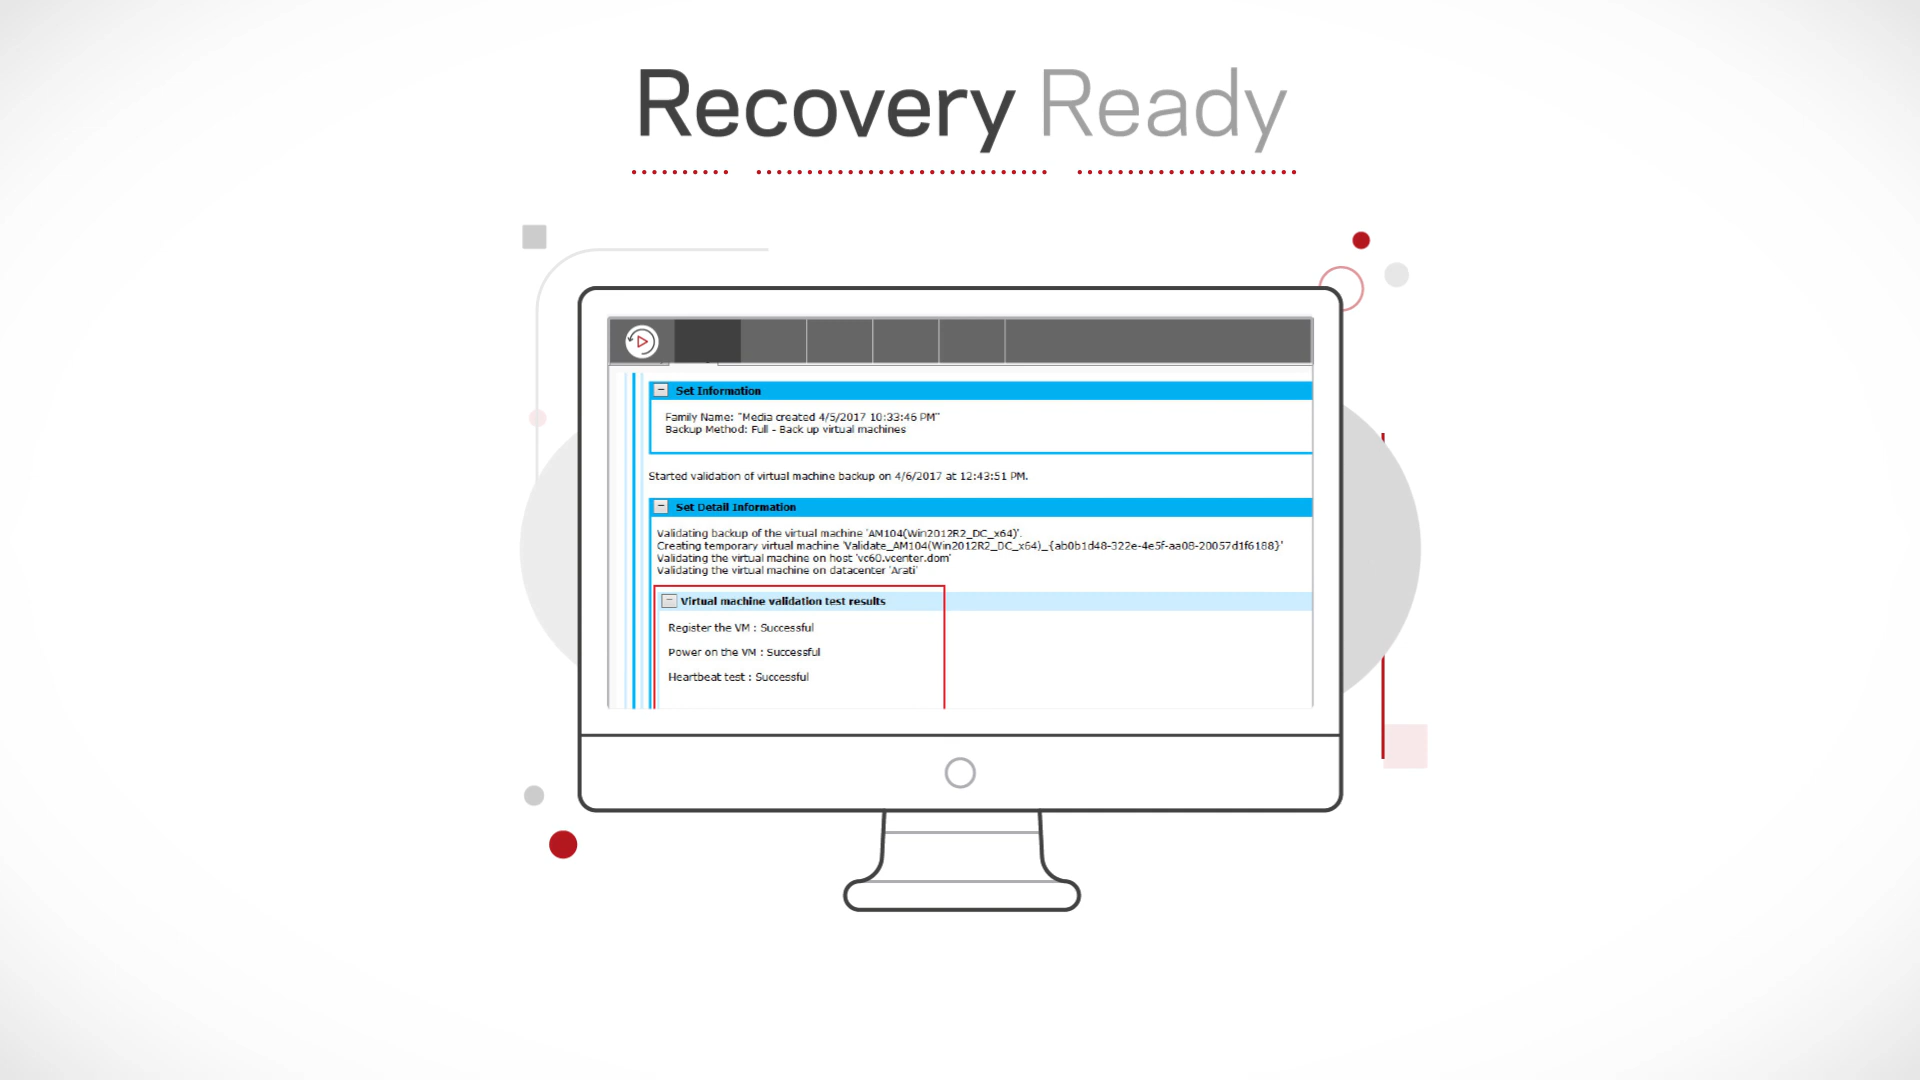 Recovery Ready
Set Information
Family Name: "Media created 4/5/2017 10:33:46 PM"
Backup Method: Full - Back up virtual machines
Started validation of virtual machine backup on 4/6/2017 at 12:43:51 PM.
Set Detail Information
Validating backup of the virtual machine 'AM104(Win2012R2_DC_x64)'.
Creating temporary virtual machine 'Validate_AM104(Win2012R2_DC_x64)_{ab0b1d48-322e-4e5f-aa08-20057d1f6188}'
Validating the virtual machine on host 'vc60.vcenter.dom'
Validating the virtual machine on datacenter 'Arati'
Virtual machine validation test results
Register the VM : Successful
Power on the VM : Successful
Heartbeat test : Successful